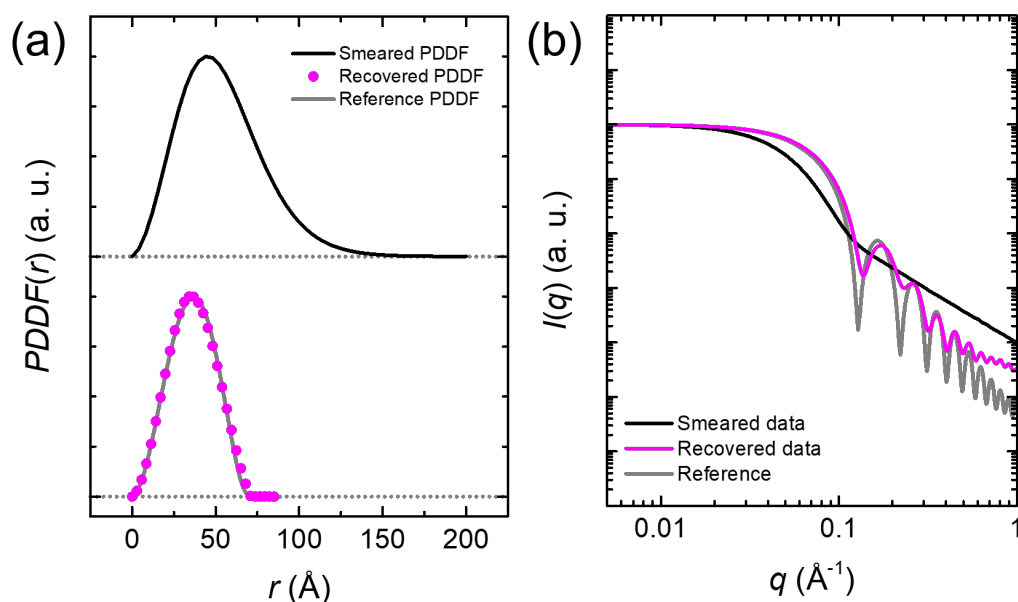 (a)
Smeared PDDF
Recovered PDDF
Reference PDDF
PDDF(r) (a. u.)
0 50 100 150 200
r (Å)
(b)
I(q) (a. u.)
Smeared data
Recovered data
Reference
0.01 0.1 1
q (Å⁻¹)